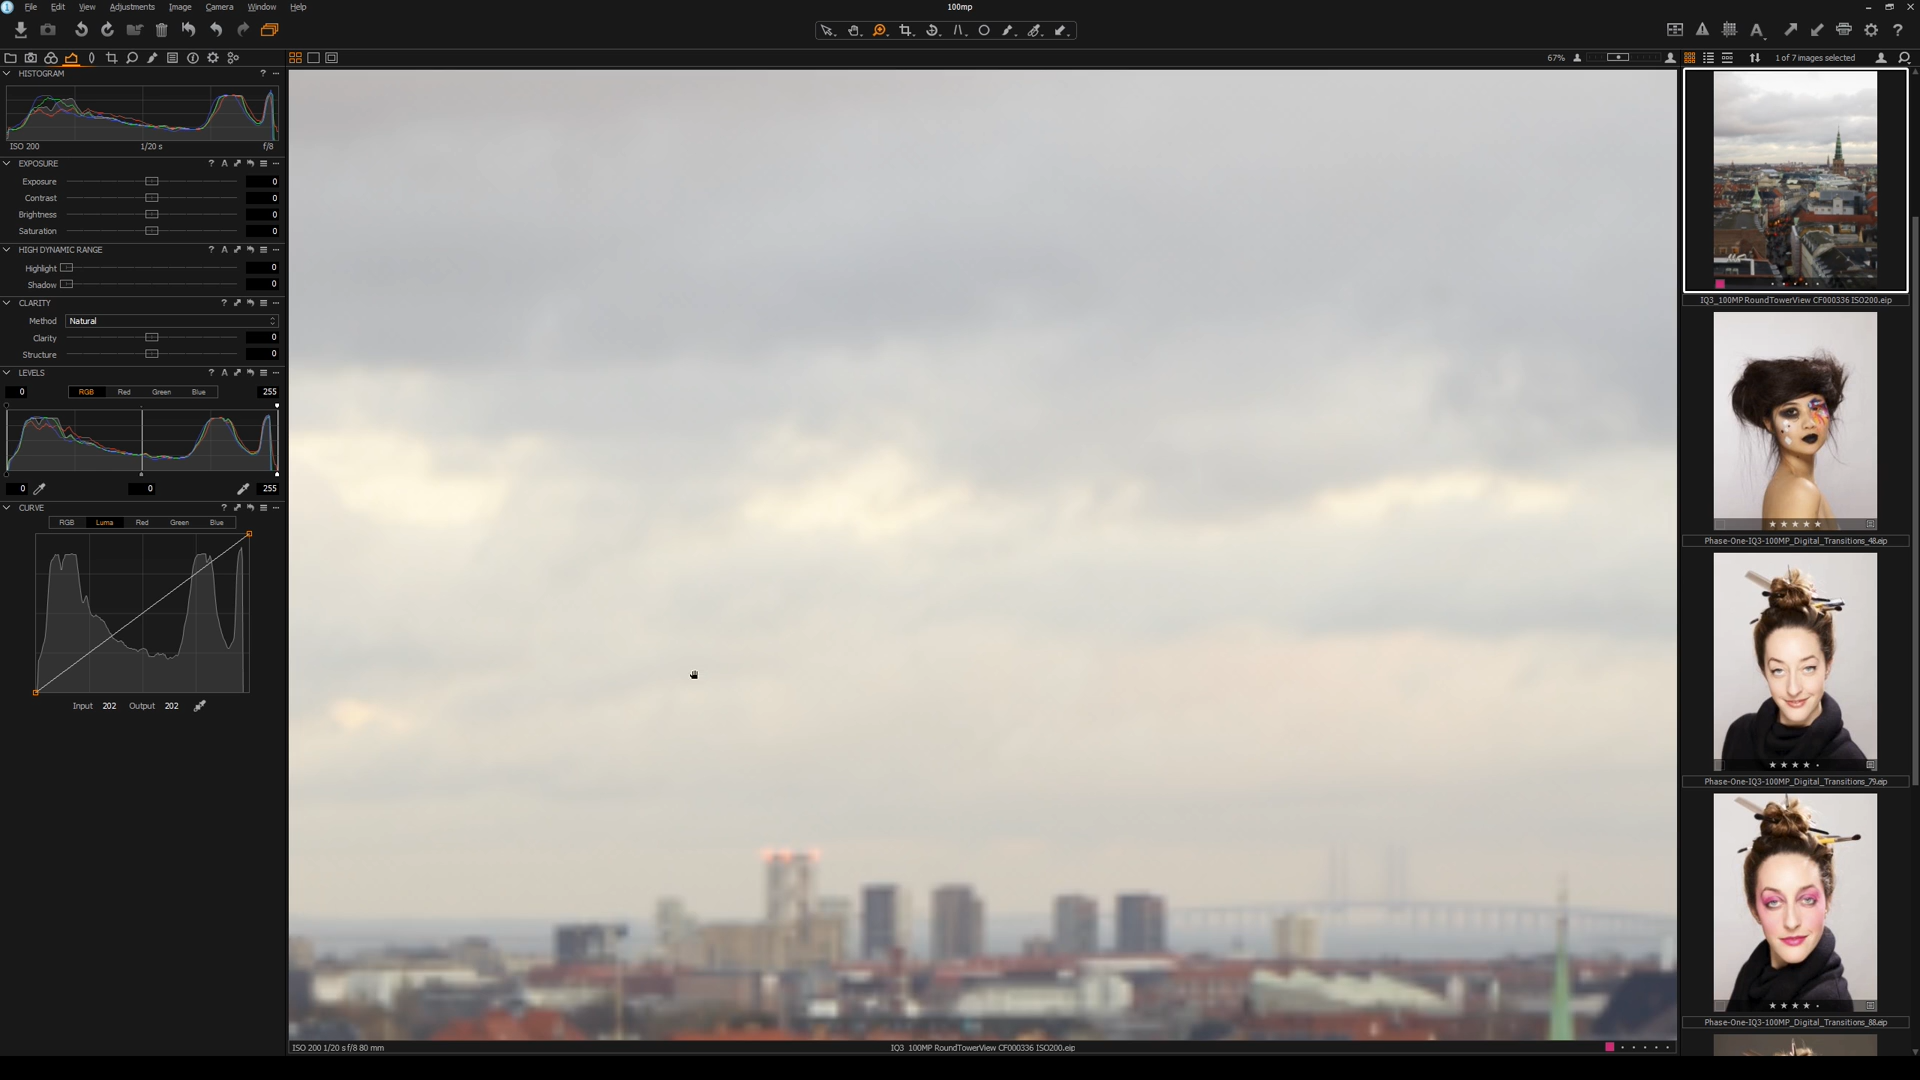 File Edit View Adjustments Image Camera Window Help
100mp
67%
1 of 7 images selected
HISTOGRAM
ISO 200 1/20 s f/8
EXPOSURE
Exposure 0
Contrast 0
Brightness 0
Saturation 0
HIGH DYNAMIC RANGE
Highlight 0
Shadow 0
CLARITY
Method Natural
Clarity 0
Structure 0
LEVELS
0 RGB Red Green Blue 255
0 0 255
CURVE
RGB Luma Red Green Blue
Input 202 Output 202
ISO 200 1/20 s f/8 80 mm
IQ3_100MP RoundTowerView CF000336 ISO200.eip
IQ3_100MP RoundTowerView CF000336 ISO200.eip
Phase-One-IQ3-100MP_Digital_Transitions_48.eip
Phase-One-IQ3-100MP_Digital_Transitions_79.eip
Phase-One-IQ3-100MP_Digital_Transitions_88.eip